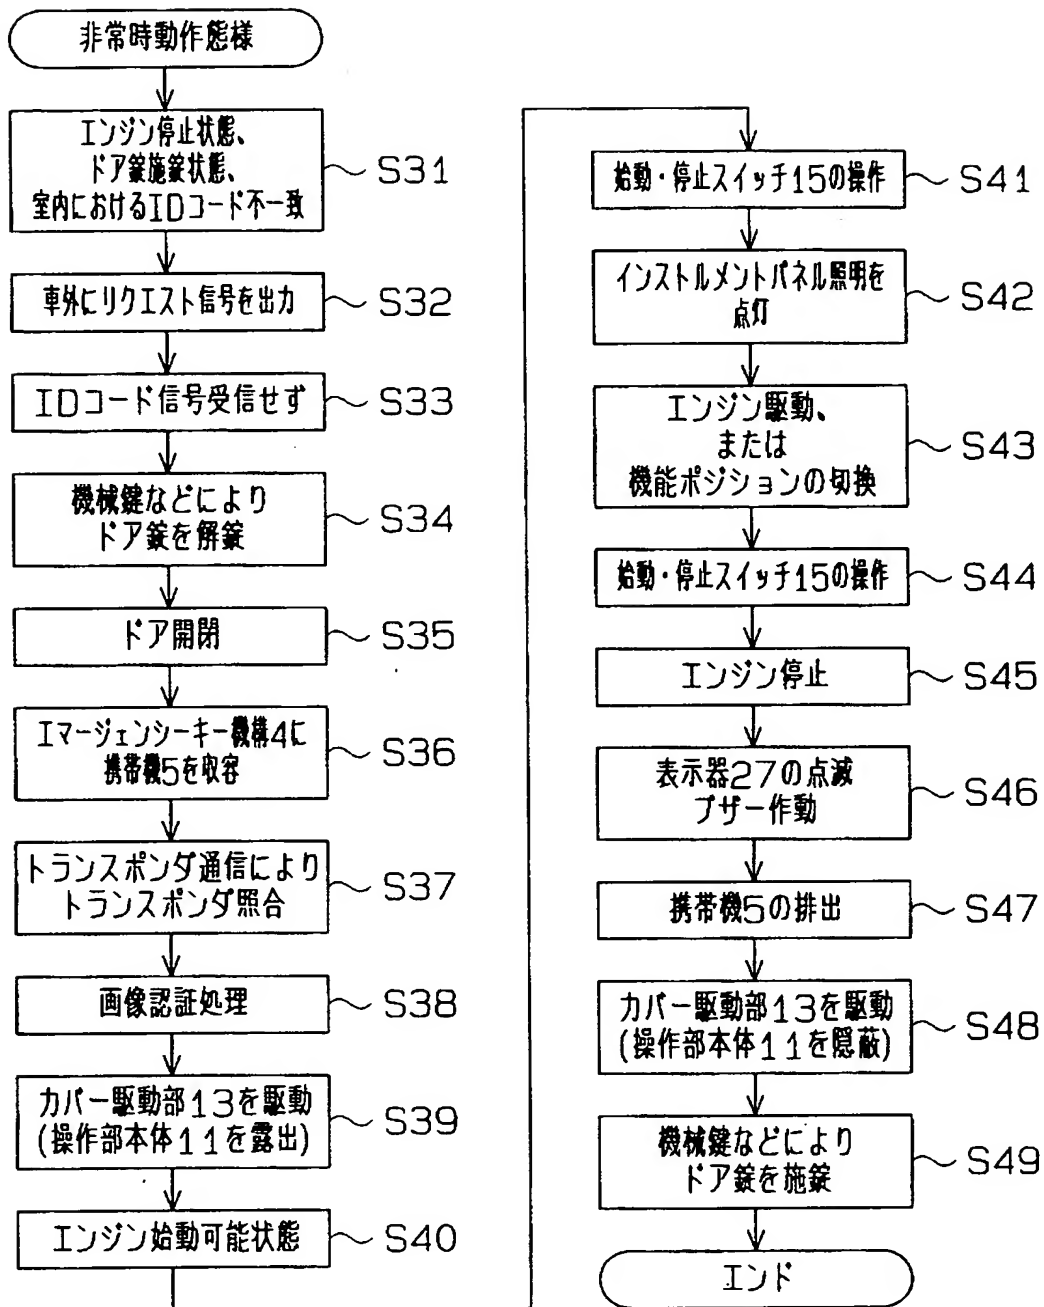 非常時動作態様
エンジン停止状態、
ドア錠施錠状態、
室内におけるIDコード不一致
S31
車外にリクエスト信号を出力
S32
IDコード信号受信せず
S33
機械鍵などにより
ドア錠を解錠
S34
ドア開閉
S35
エマージェンシーキー機構4に
携帯機5を収容
S36
トランスポンダ通信により
トランスポンダ照合
S37
画像認証処理
S38
カバー駆動部13を駆動
(操作部本体11を露出)
S39
エンジン始動可能状態
S40
始動・停止スイッチ15の操作
S41
インストルメントパネル照明を
点灯
S42
エンジン駆動、
または
機能ポジションの切換
S43
始動・停止スイッチ15の操作
S44
エンジン停止
S45
表示器27の点滅
ブザー作動
S46
携帯機5の排出
S47
カバー駆動部13を駆動
(操作部本体11を隠蔽)
S48
機械鍵などにより
ドア錠を施錠
S49
エンド